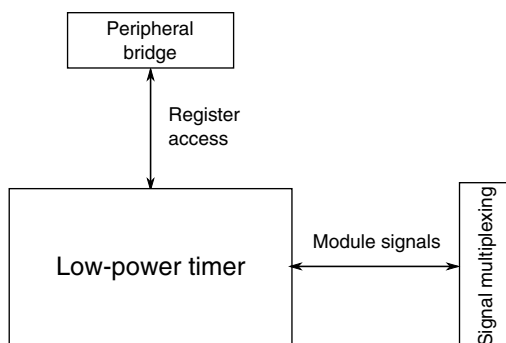 Peripheral
bridge
Register
access
Low-power timer
Module signals
Signal multiplexing